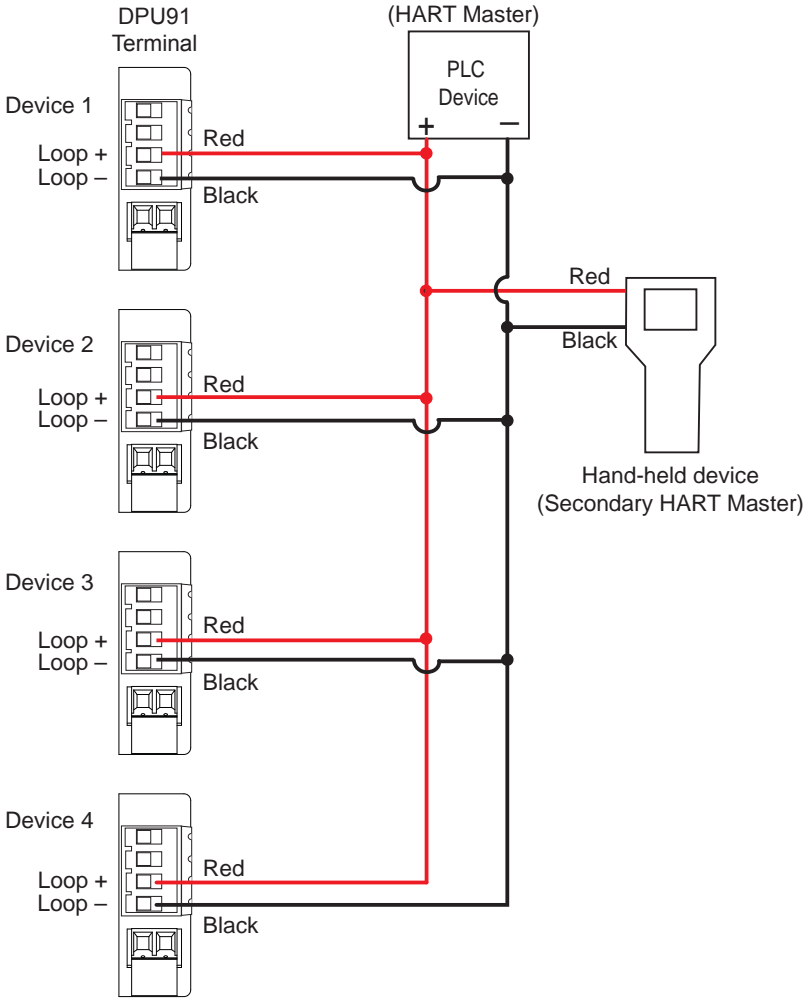 DPU91
Terminal
(HART Master)
PLC
Device
+
–
Device 1
Loop +
Loop –
Red
Black
Red
Black
Hand-held device
(Secondary HART Master)
Device 2
Loop +
Loop –
Red
Black
Device 3
Loop +
Loop –
Red
Black
Device 4
Loop +
Loop –
Red
Black